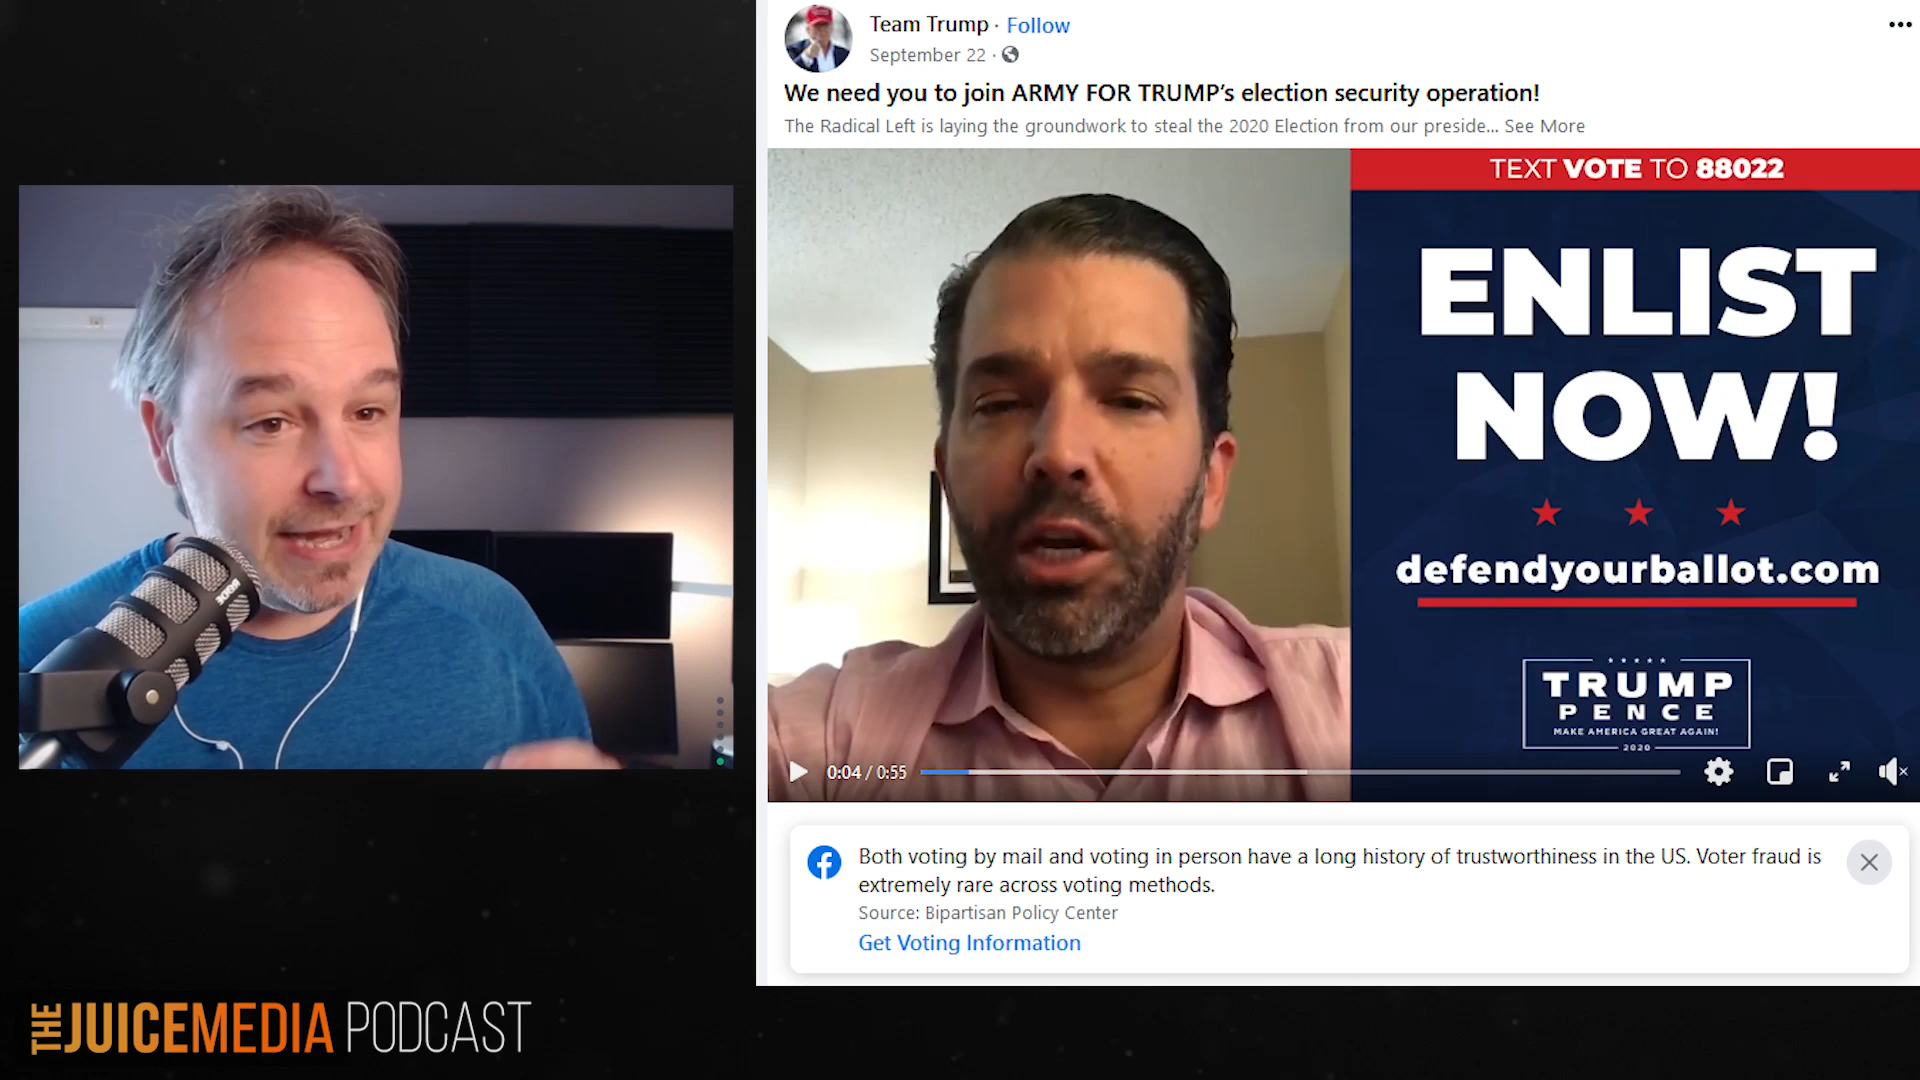 Team Trump · Follow
September 22 ·
We need you to join ARMY FOR TRUMP's election security operation!
The Radical Left is laying the groundwork to steal the 2020 Election from our preside... See More
TEXT VOTE TO 88022
ENLIST
NOW!
defendyourballot.com
TRUMP
PENCE
MAKE AMERICA GREAT AGAIN!
2020
0:04 / 0:55
RØDE
Both voting by mail and voting in person have a long history of trustworthiness in the US. Voter fraud is
extremely rare across voting methods.
Source: Bipartisan Policy Center
Get Voting Information
THE JUICEMEDIA PODCAST